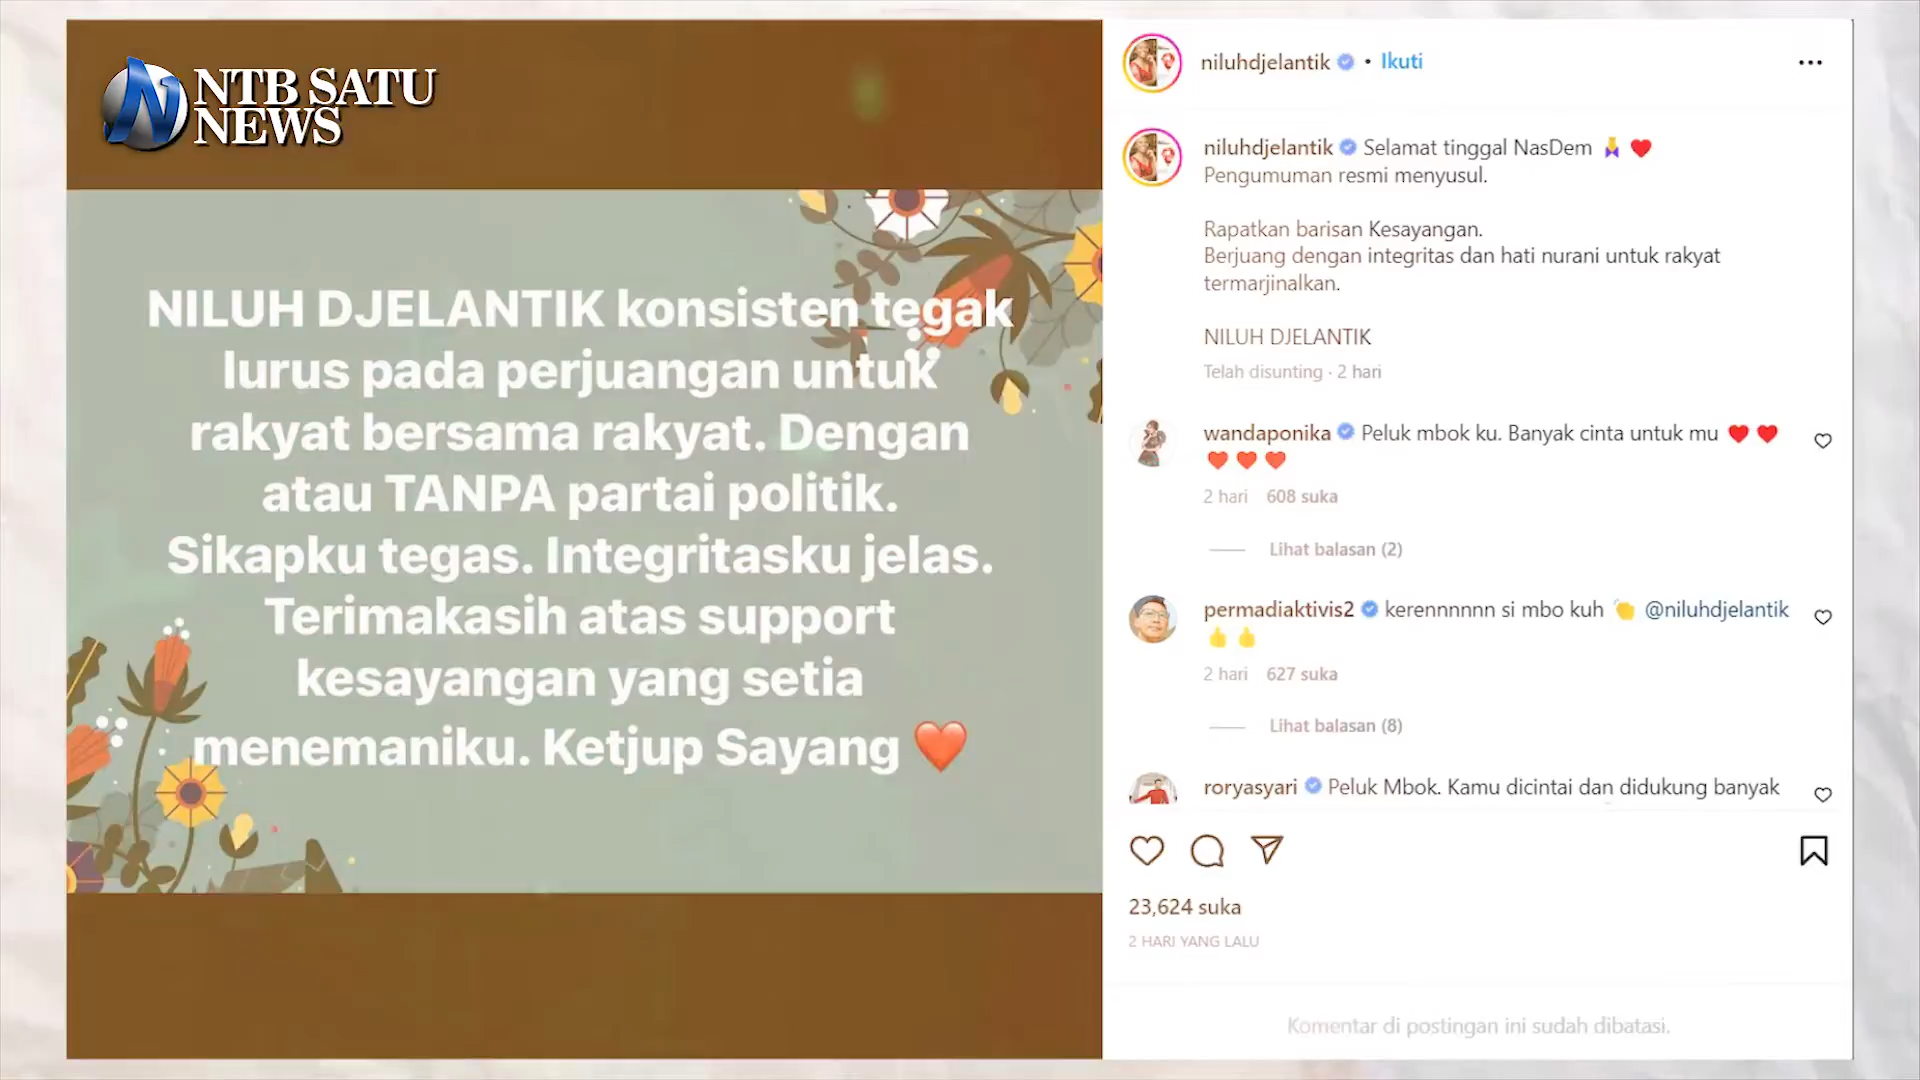 NTB SATU
NEWS
NILUH DJELANTIK konsisten tegak
lurus pada perjuangan untuk
rakyat bersama rakyat. Dengan
atau TANPA partai politik.
Sikapku tegas. Integritasku jelas.
Terimakasih atas support
kesayangan yang setia
menemaniku. Ketjup Sayang ❤️
niluhdjelantik • Ikuti
niluhdjelantik Selamat tinggal NasDem ❤️
Pengumuman resmi menyusul.
Rapatkan barisan Kesayangan.
Berjuang dengan integritas dan hati nurani untuk rakyat
termarjinalkan.
NILUH DJELANTIK
Telah disunting · 2 hari
wandaponika Peluk mbok ku. Banyak cinta untuk mu ❤️ ❤️
❤️ ❤️ ❤️
2 hari 608 suka
Lihat balasan (2)
permadiaktivis2 kerennnnnn si mbo kuh 👏 @niluhdjelantik
👍 👍
2 hari 627 suka
Lihat balasan (8)
roryasyari Peluk Mbok. Kamu dicintai dan didukung banyak
23,624 suka
2 HARI YANG LALU
Komentar di postingan ini sudah dibatasi.